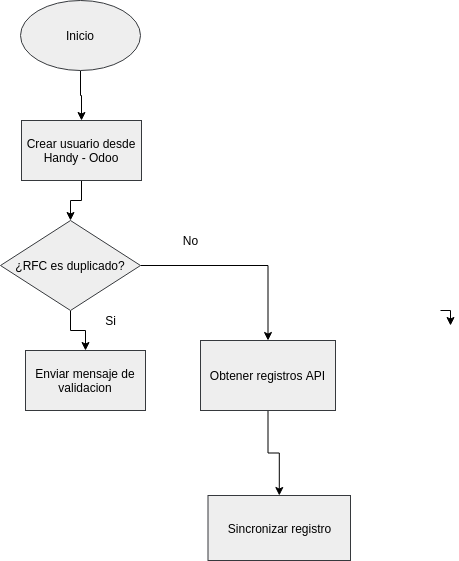 Inicio
Crear usuario desde
Handy - Odoo
¿RFC es duplicado?
No
Si
Enviar mensaje de
validacion
Obtener registros API
Sincronizar registro